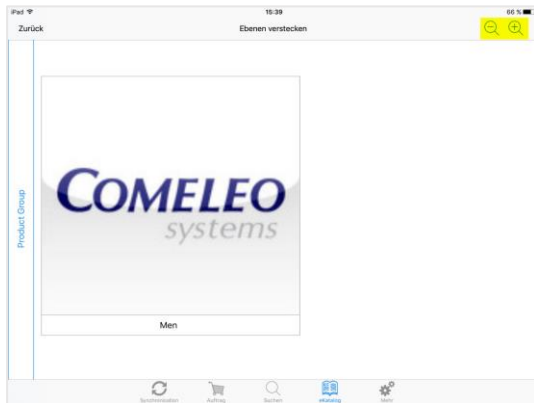 iPad 15:39 66 %
Zurück Ebenen verstecken
Product Group
COMELEO
systems
Men
Synchronisation Auftrag Suchen eKatalog Mehr